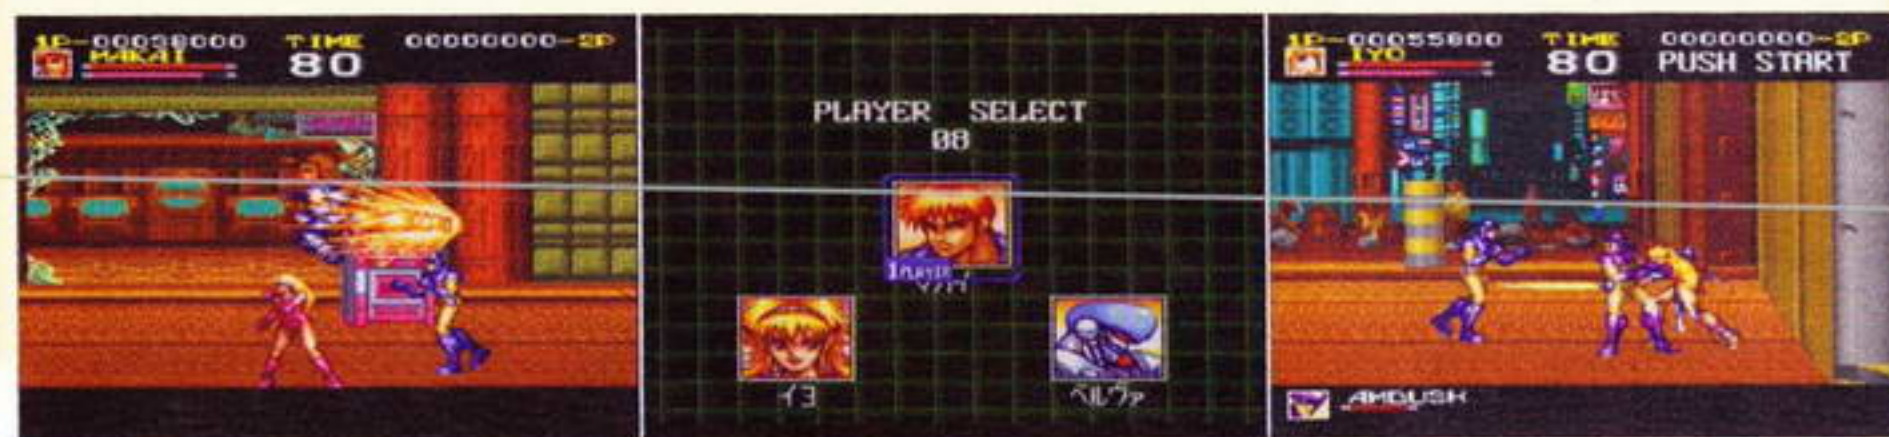 1P-00038000 TIME 00000000-2P
MAKAI 80
PLAYER SELECT
08
1PLAYER
イヨ
ベルヴァ
1P-00055800 TIME 00000000-2P
IYO 80 PUSH START
AMBUSH